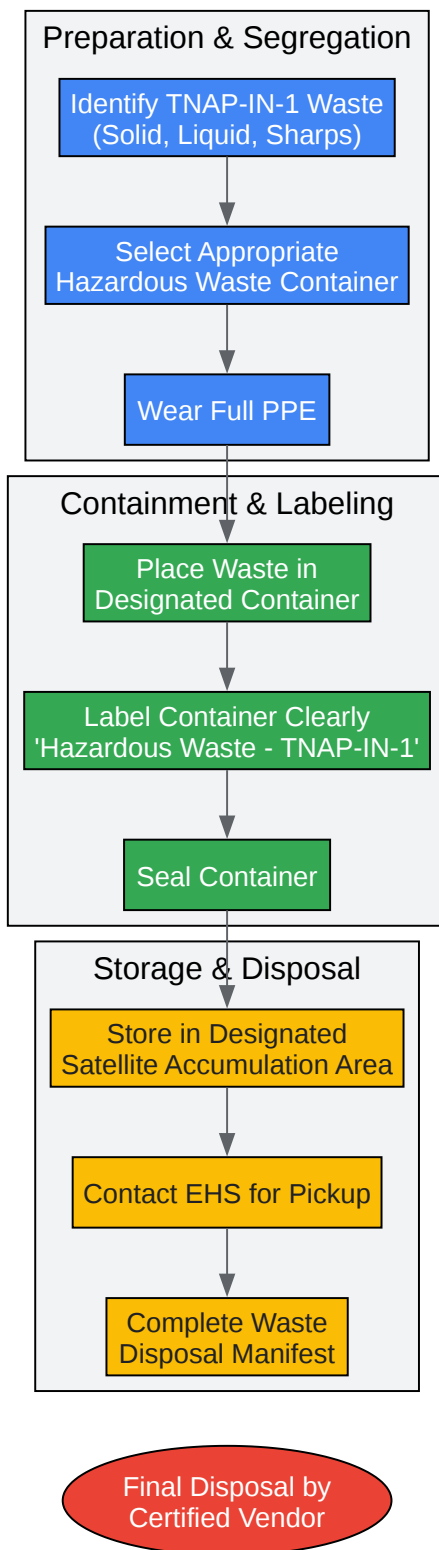 Preparation & Segregation
Identify TNAP-IN-1 Waste
(Solid, Liquid, Sharps)
Select Appropriate
Hazardous Waste Container
Wear Full PPE
Containment & Labeling
Place Waste in
Designated Container
Label Container Clearly
'Hazardous Waste - TNAP-IN-1'
Seal Container
Storage & Disposal
Store in Designated
Satellite Accumulation Area
Contact EHS for Pickup
Complete Waste
Disposal Manifest
Final Disposal by
Certified Vendor